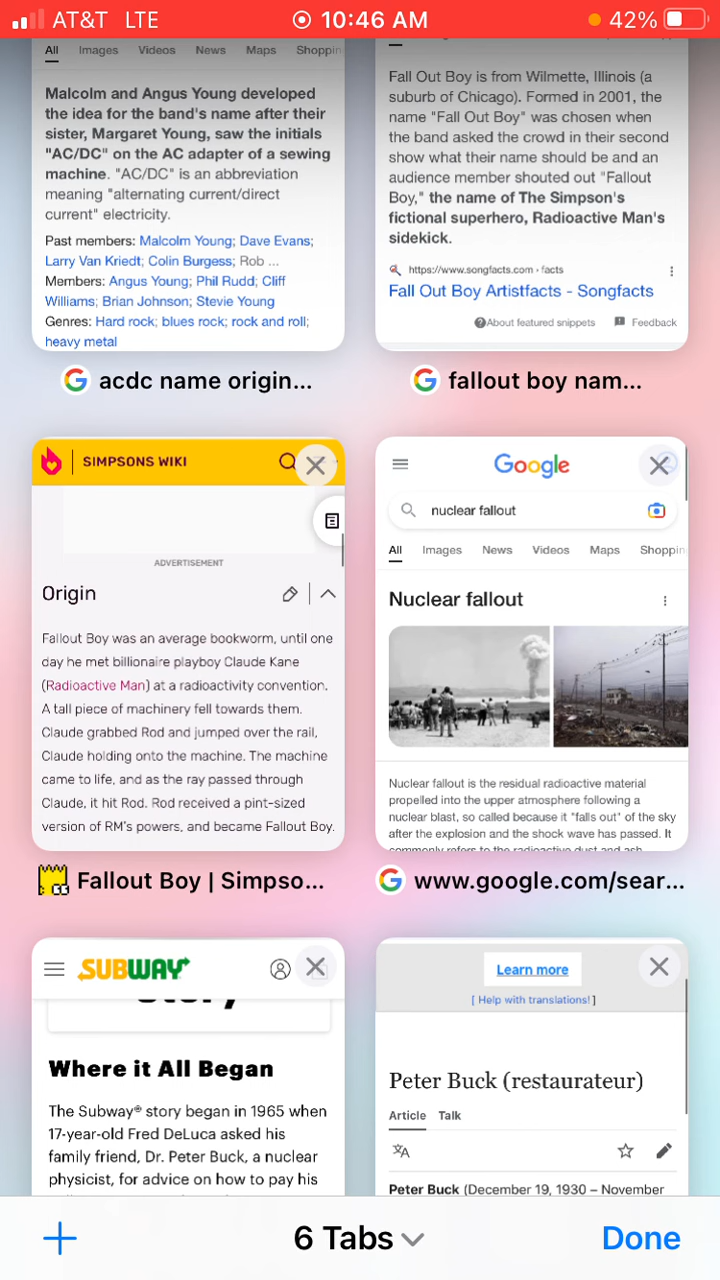 AT&T LTE 10:46 AM 42%
All Images Videos News Maps Shoppin
Malcolm and Angus Young developed
the idea for the band's name after their
sister, Margaret Young, saw the initials
"AC/DC" on the AC adapter of a sewing
machine. "AC/DC" is an abbreviation
meaning "alternating current/direct
current" electricity.
Past members: Malcolm Young; Dave Evans;
Larry Van Kriedt; Colin Burgess; Rob ...
Members: Angus Young; Phil Rudd; Cliff
Williams; Brian Johnson; Stevie Young
Genres: Hard rock; blues rock; rock and roll;
heavy metal
acdc name origin...
Fall Out Boy is from Wilmette, Illinois (a
suburb of Chicago). Formed in 2001, the
name "Fall Out Boy" was chosen when
the band asked the crowd in their second
show what their name should be and an
audience member shouted out "Fallout
Boy," the name of The Simpson's
fictional superhero, Radioactive Man's
sidekick.
https://www.songfacts.com › facts
Fall Out Boy Artistfacts - Songfacts
About featured snippets Feedback
fallout boy nam...
SIMPSONS WIKI
ADVERTISEMENT
Origin
Fallout Boy was an average bookworm, until one
day he met billionaire playboy Claude Kane
(Radioactive Man) at a radioactivity convention.
A tall piece of machinery fell towards them.
Claude grabbed Rod and jumped over the rail,
Claude holding onto the machine. The machine
came to life, and as the ray passed through
Claude, it hit Rod. Rod received a pint-sized
version of RM's powers, and became Fallout Boy.
Fallout Boy | Simpso...
Google
nuclear fallout
All Images News Videos Maps Shoppin
Nuclear fallout
Nuclear fallout is the residual radioactive material
propelled into the upper atmosphere following a
nuclear blast, so called because it "falls out" of the sky
after the explosion and the shock wave has passed. It
commonly refers to the radioactive dust and ash
www.google.com/sear...
SUBWAY
Story
Where it All Began
The Subway® story began in 1965 when
17-year-old Fred DeLuca asked his
family friend, Dr. Peter Buck, a nuclear
physicist, for advice on how to pay his
Learn more
[ Help with translations! ]
Peter Buck (restaurateur)
Article Talk
Peter Buck (December 19, 1930 – November
6 Tabs
Done